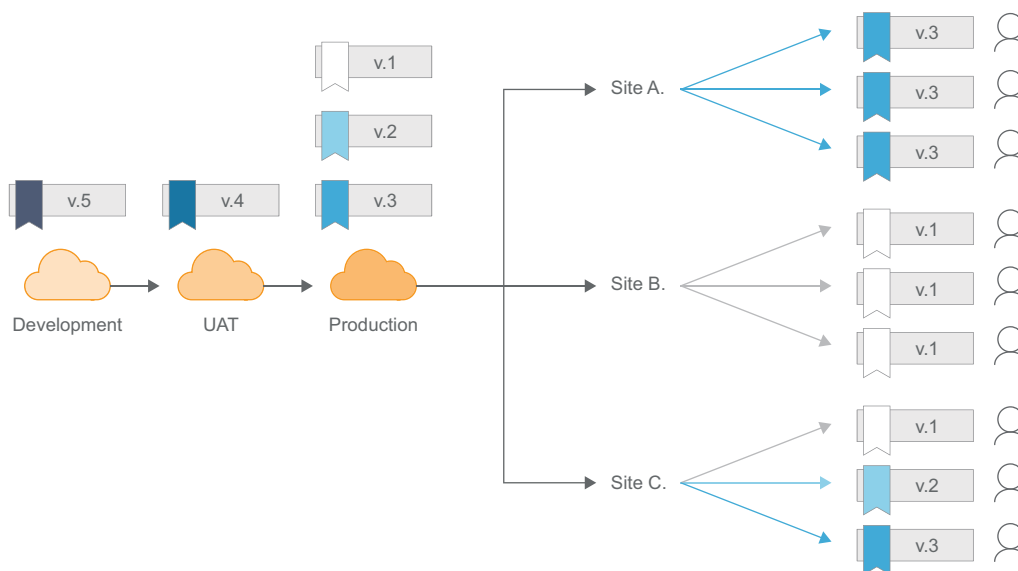 v.1
v.2
v.5
v.4
v.3
Development
UAT
Production
Site A.
v.3
v.3
v.3
Site B.
v.1
v.1
v.1
Site C.
v.1
v.2
v.3